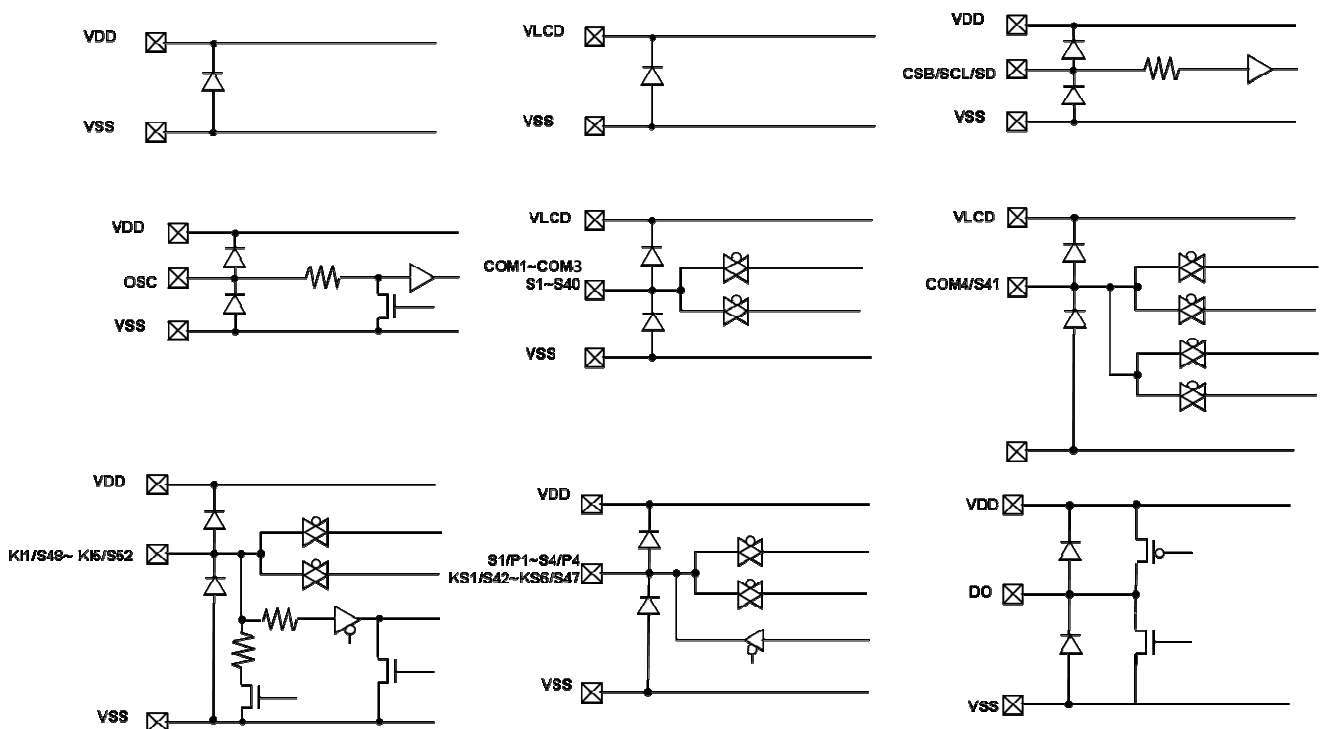 VDD
VSS
VLCD
VSS
VDD
CSB/SCL/SD
VSS
VDD
OSC
VSS
VLCD
COM1~COM3
S1~S40
VSS
VLCD
COM4/S41
VDD
KI1/S48~ KI5/S52
VSS
VDD
S1/P1~S4/P4
KS1/S42~KS6/S47
VSS
VDD
DO
VSS